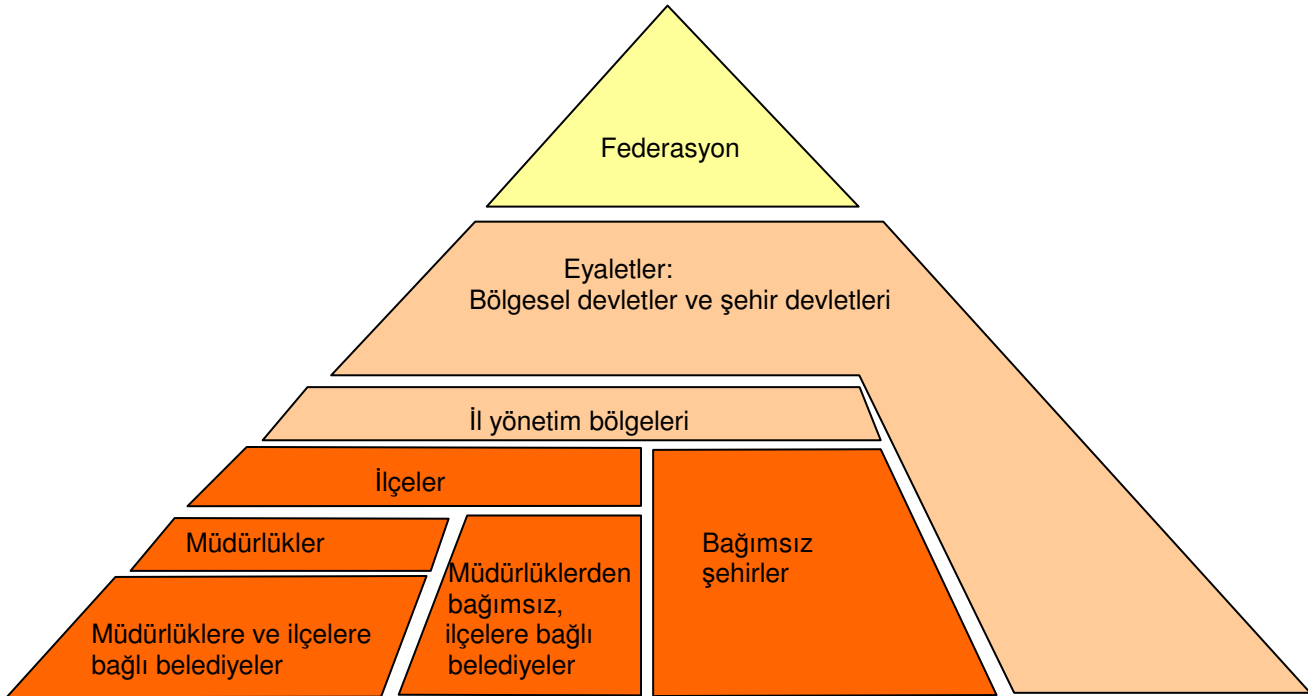 Federasyon
Eyaletler:
Bölgesel devletler ve şehir devletleri
İl yönetim bölgeleri
İlçeler
Müdürlükler
Müdürlüklere ve ilçelere
bağlı belediyeler
Müdürlüklerden
bağımsız,
ilçelere bağlı
belediyeler
Bağımsız
şehirler